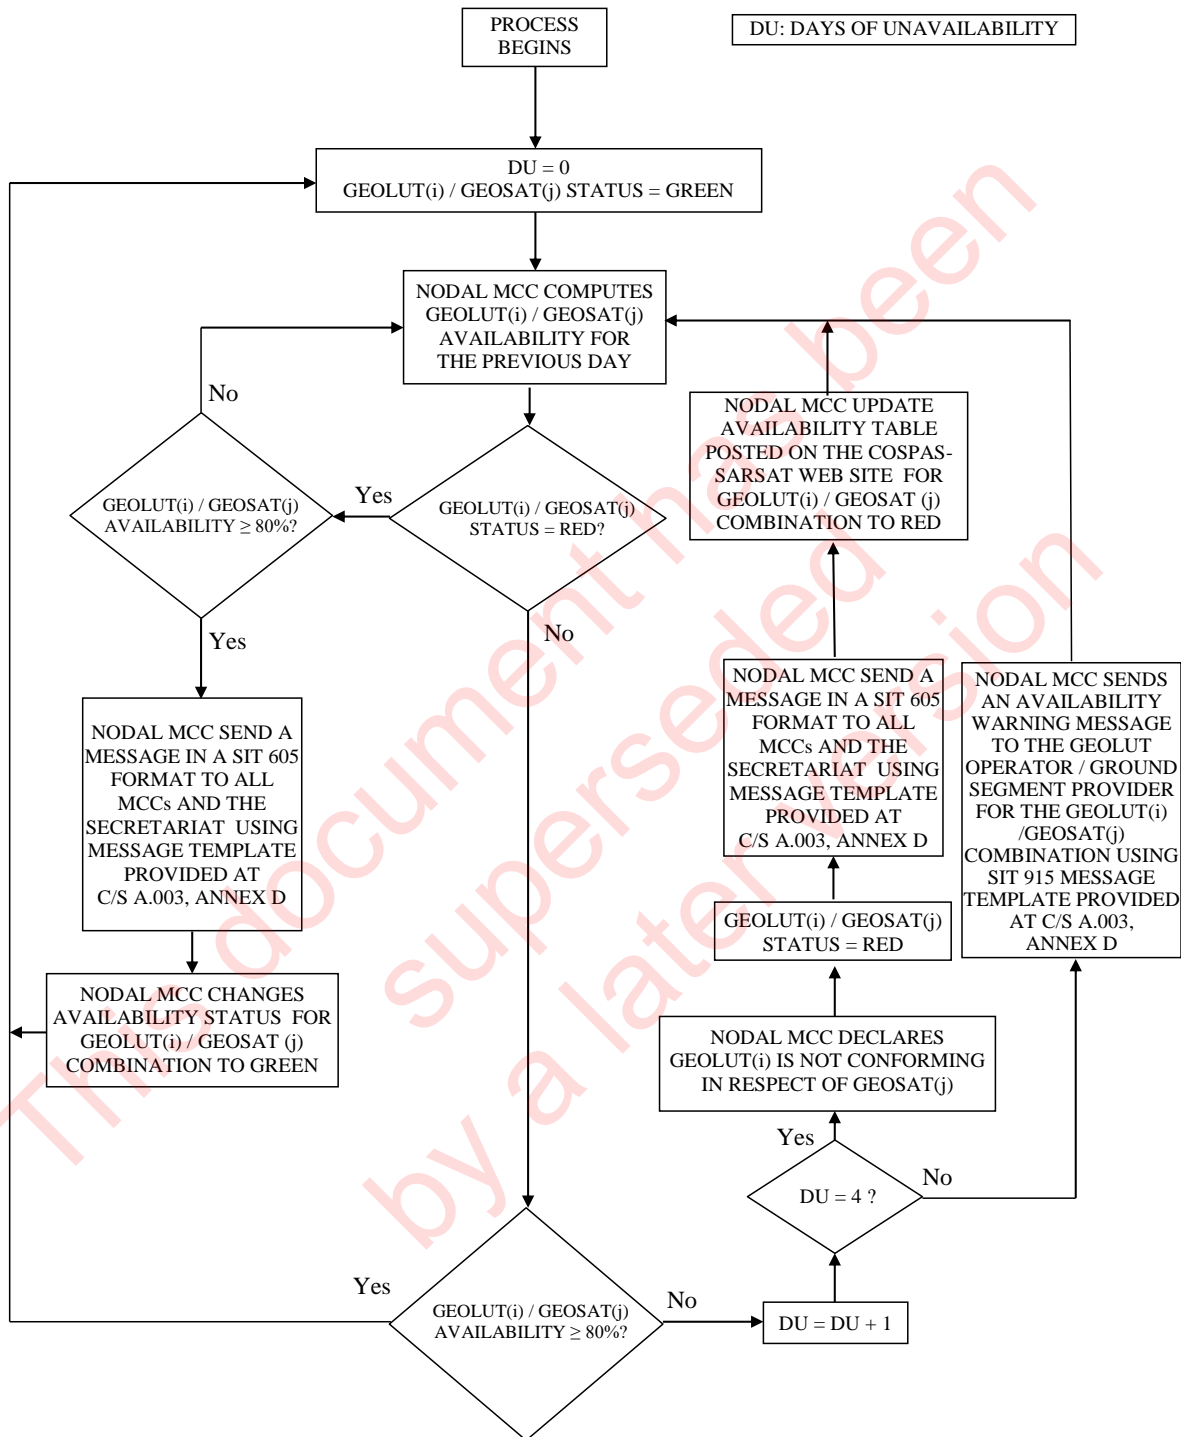 PROCESS
BEGINS
DU: DAYS OF UNAVAILABILITY
DU = 0
GEOLUT(i) / GEOSAT(j) STATUS = GREEN
NODAL MCC COMPUTES
GEOLUT(i) / GEOSAT(j)
AVAILABILITY FOR
THE PREVIOUS DAY
No
GEOLUT(i) / GEOSAT(j)
AVAILABILITY ≥ 80%?
Yes
GEOLUT(i) / GEOSAT(j)
STATUS = RED?
NODAL MCC UPDATE
AVAILABILITY TABLE
POSTED ON THE COSPAS-
SARSAT WEB SITE FOR
GEOLUT(i) / GEOSAT (j)
COMBINATION TO RED
Yes
No
NODAL MCC SEND A
MESSAGE IN A SIT 605
FORMAT TO ALL
MCCs AND THE
SECRETARIAT USING
MESSAGE TEMPLATE
PROVIDED AT
C/S A.003, ANNEX D
NODAL MCC SEND A
MESSAGE IN A SIT 605
FORMAT TO ALL
MCCs AND THE
SECRETARIAT USING
MESSAGE TEMPLATE
PROVIDED AT
C/S A.003, ANNEX D
NODAL MCC SENDS
AN AVAILABILITY
WARNING MESSAGE
TO THE GEOLUT
OPERATOR / GROUND
SEGMENT PROVIDER
FOR THE GEOLUT(i)
/GEOSAT(j)
COMBINATION USING
SIT 915 MESSAGE
TEMPLATE PROVIDED
AT C/S A.003,
ANNEX D
GEOLUT(i) / GEOSAT(j)
STATUS = RED
NODAL MCC CHANGES
AVAILABILITY STATUS FOR
GEOLUT(i) / GEOSAT (j)
COMBINATION TO GREEN
NODAL MCC DECLARES
GEOLUT(i) IS NOT CONFORMING
IN RESPECT OF GEOSAT(j)
Yes
DU = 4 ?
No
Yes
GEOLUT(i) / GEOSAT(j)
AVAILABILITY ≥ 80%?
No
DU = DU + 1
This document has been
superseded
by a later version